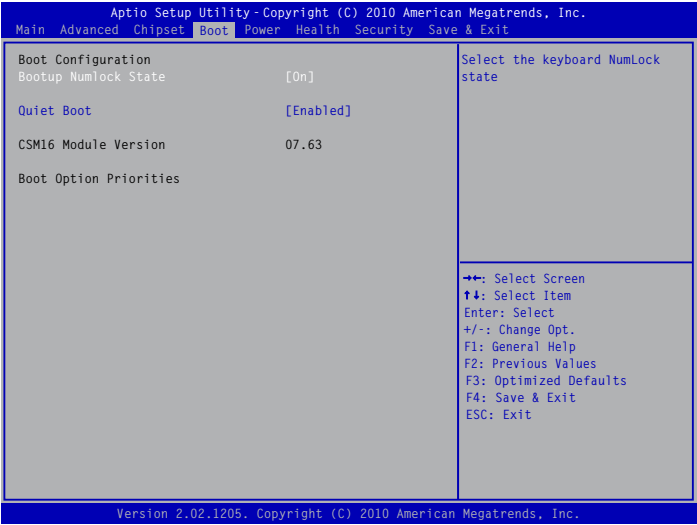 Aptio Setup Utility - Copyright (C) 2010 American Megatrends, Inc.
Main Advanced Chipset Boot Power Health Security Save & Exit
Boot Configuration
Bootup Numlock State [On]
Quiet Boot [Enabled]
CSM16 Module Version 07.63
Boot Option Priorities
Select the keyboard NumLock
state
→←: Select Screen
↑↓: Select Item
Enter: Select
+/-: Change Opt.
F1: General Help
F2: Previous Values
F3: Optimized Defaults
F4: Save & Exit
ESC: Exit
Version 2.02.1205. Copyright (C) 2010 American Megatrends, Inc.